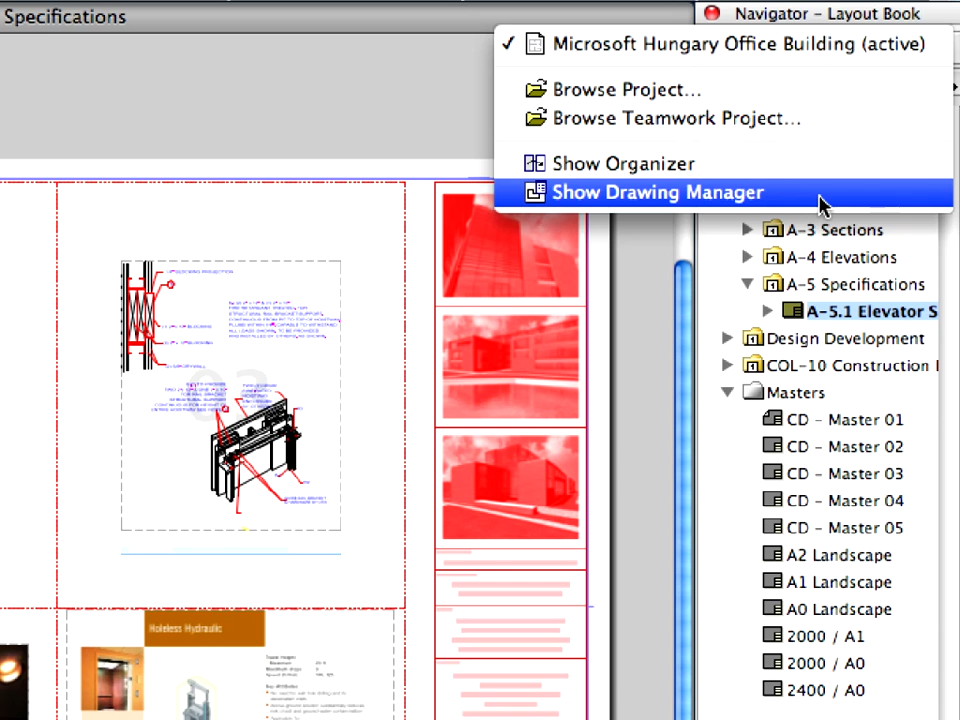 Specifications
Navigator – Layout Book
✓ Microsoft Hungary Office Building (active)
Browse Project...
Browse Teamwork Project...
Show Organizer
Show Drawing Manager
A-3 Sections
A-4 Elevations
A-5 Specifications
A-5.1 Elevator S
Design Development
COL-10 Construction
Masters
CD – Master 01
CD – Master 02
CD – Master 03
CD – Master 04
CD – Master 05
A2 Landscape
A1 Landscape
A0 Landscape
2000 / A1
2000 / A0
2400 / A0
03
Holeless Hydraulic